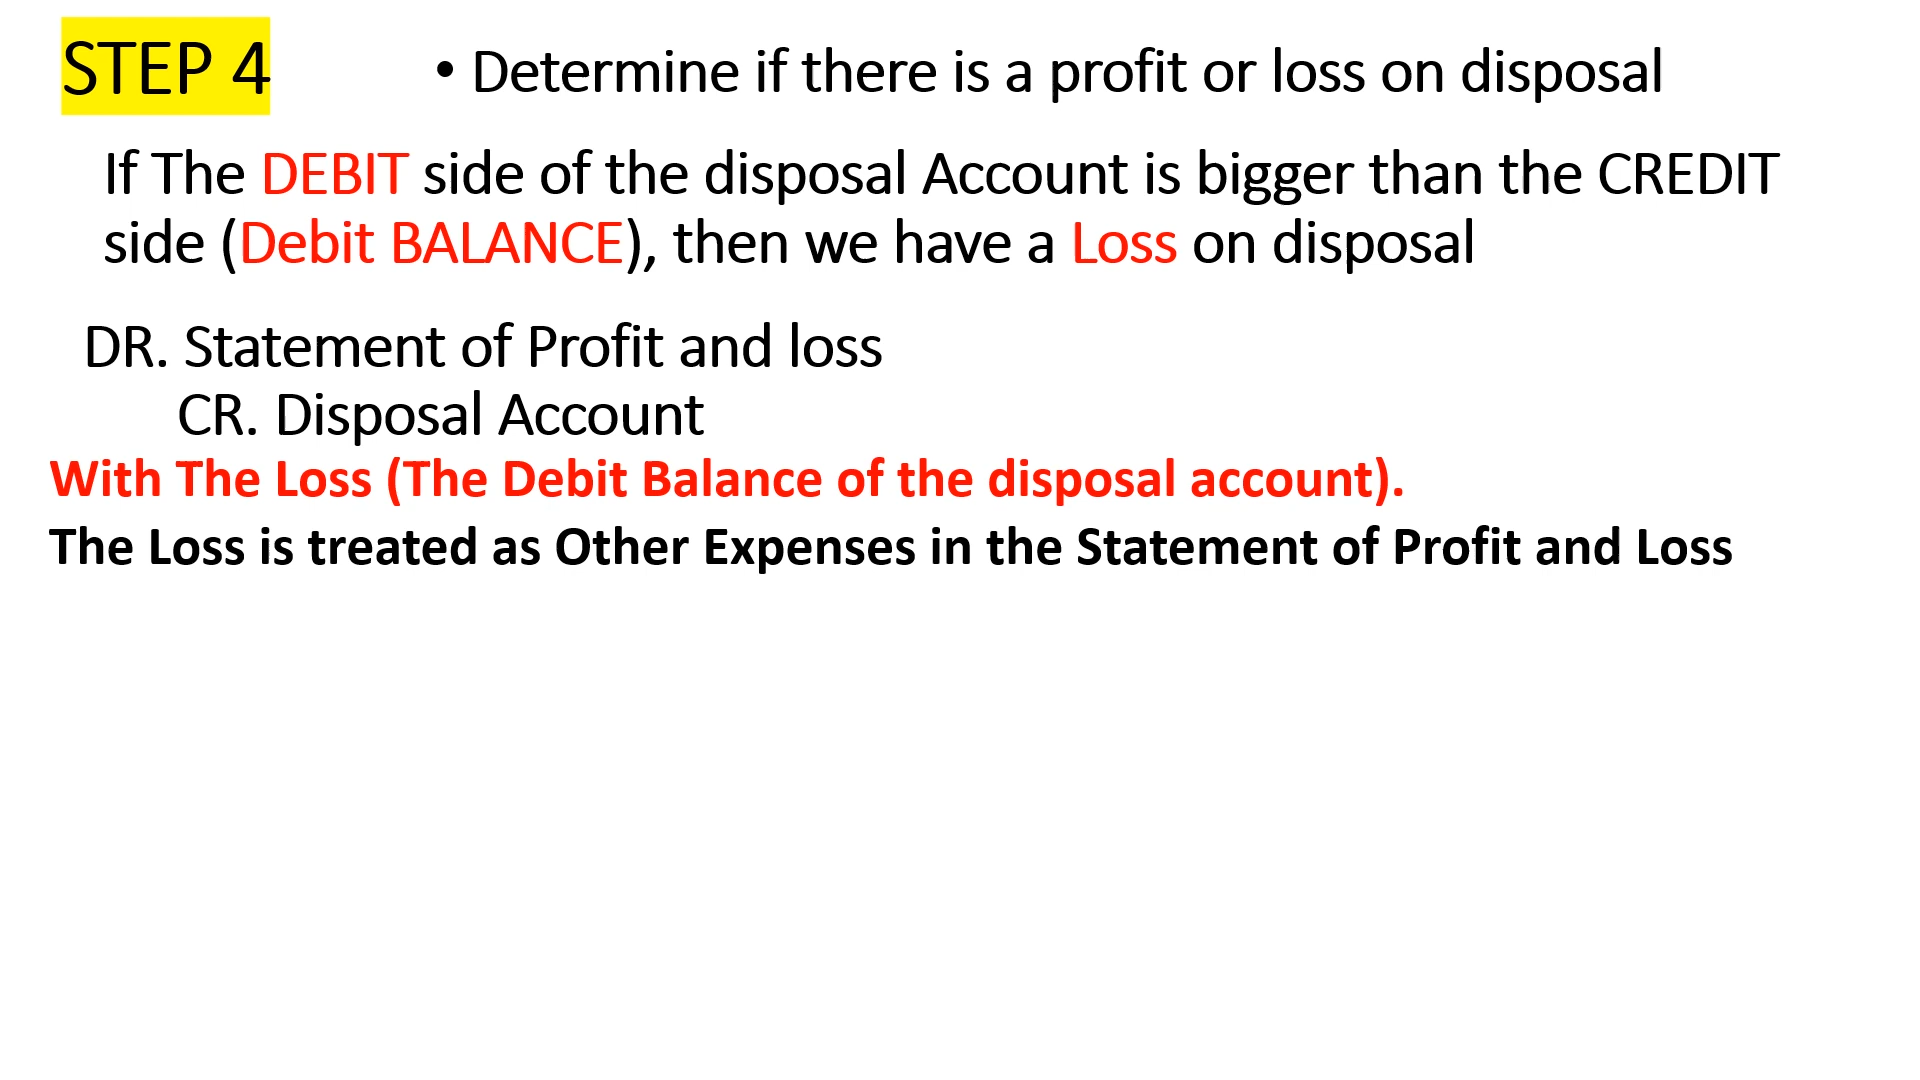 STEP 4
• Determine if there is a profit or loss on disposal
If The DEBIT side of the disposal Account is bigger than the CREDIT
side (Debit BALANCE), then we have a Loss on disposal
DR. Statement of Profit and loss
CR. Disposal Account
With The Loss (The Debit Balance of the disposal account).
The Loss is treated as Other Expenses in the Statement of Profit and Loss